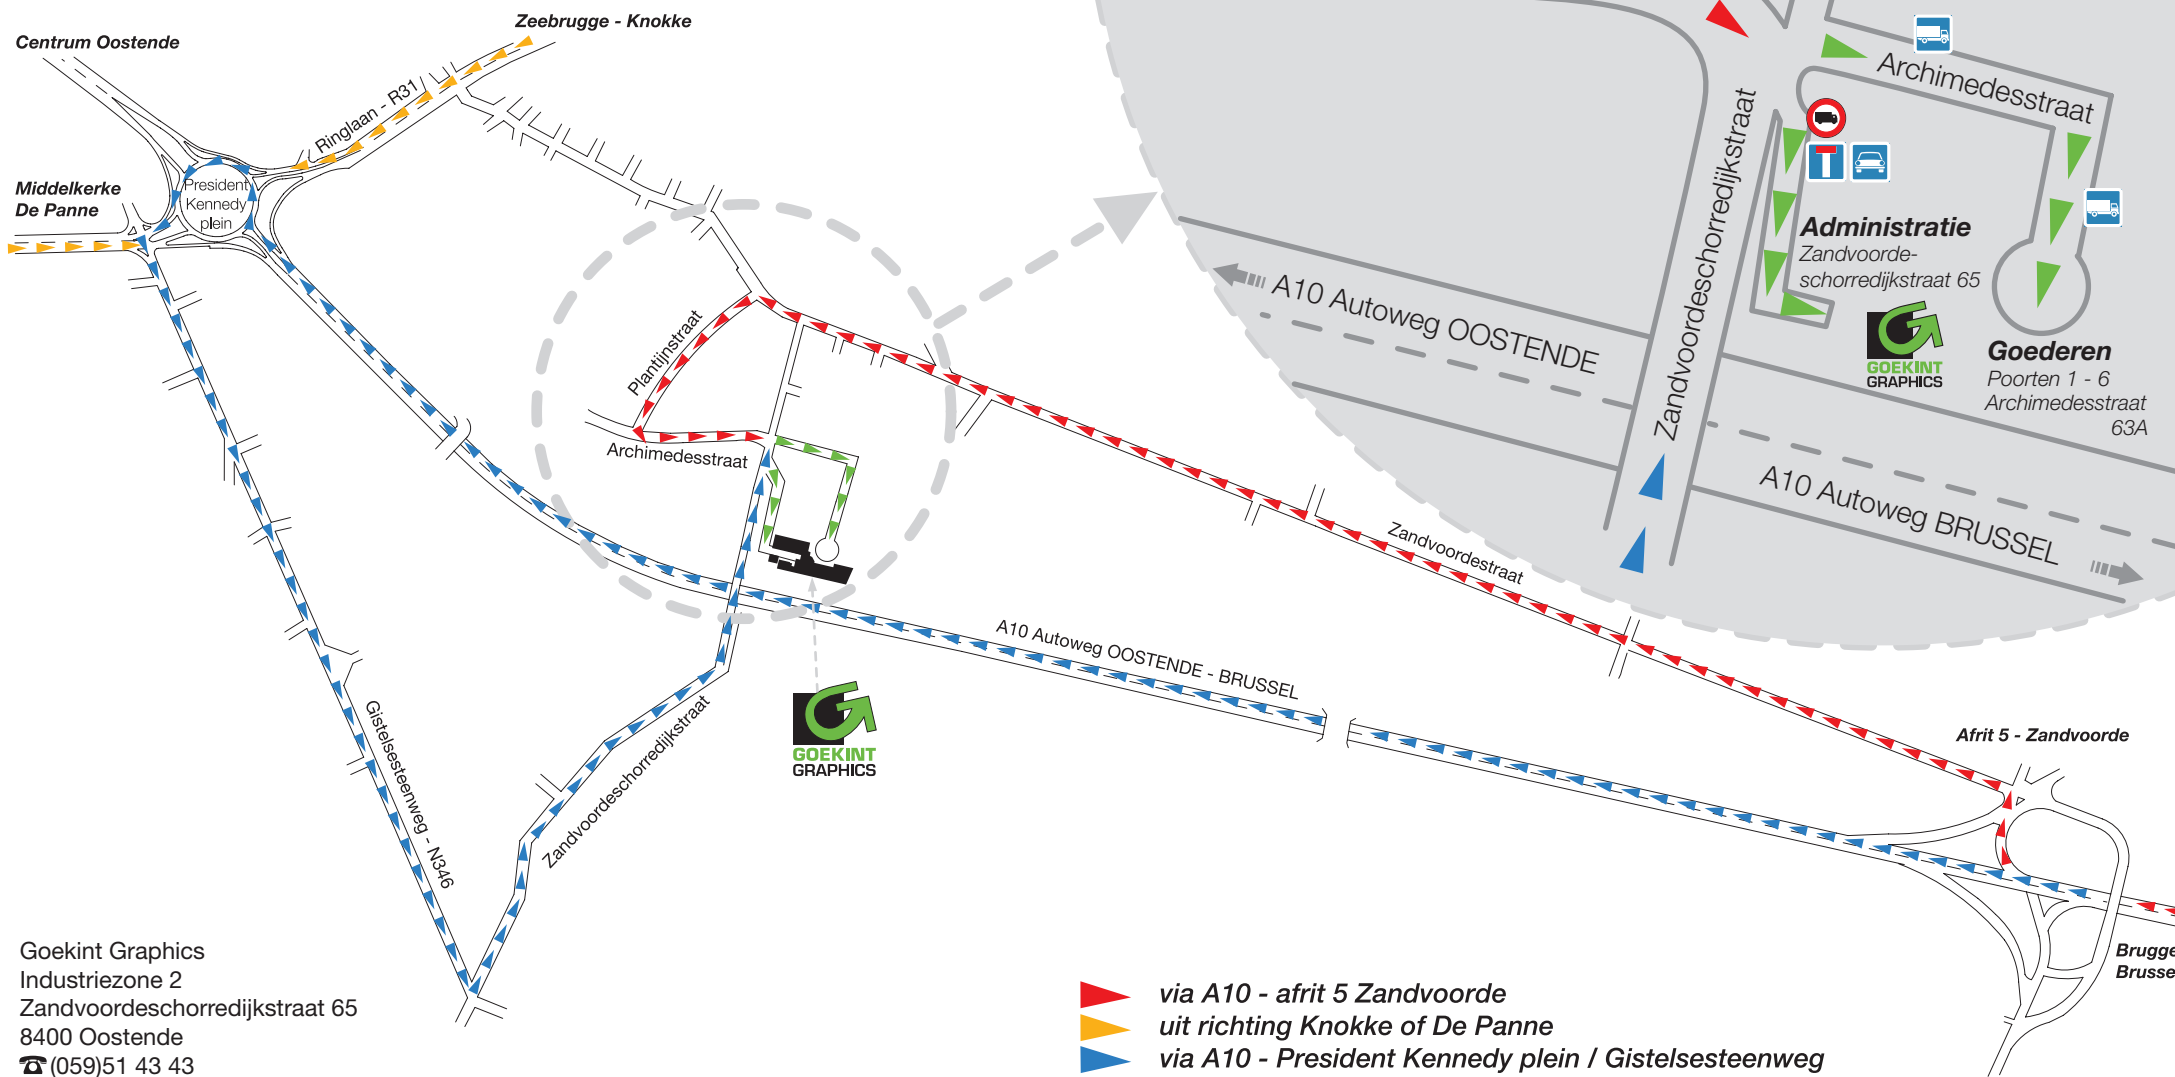 Zeebrugge - Knokke
Centrum Oostende
Ringlaan - R31
Middelkerke
De Panne
President
Kennedy
plein
Plantijnstraat
Archimedesstraat
Zandvoordestraat
A10 Autoweg OOSTENDE - BRUSSEL
Gistelsesteenweg - N346
Zandvoordeschorredijkstraat
GOEKINT
GRAPHICS
Afrit 5 - Zandvoorde
Brugge
Brusse
Archimedesstraat
Zandvoordeschorredijkstraat
Administratie
Zandvoorde-
schorredijkstraat 65
A10 Autoweg OOSTENDE
GOEKINT
GRAPHICS
Goederen
Poorten 1 - 6
Archimedesstraat
63A
A10 Autoweg BRUSSEL
Goekint Graphics
Industriezone 2
Zandvoordeschorredijkstraat 65
8400 Oostende
☎(059)51 43 43
via A10 - afrit 5 Zandvoorde
uit richting Knokke of De Panne
via A10 - President Kennedy plein / Gistelsesteenweg